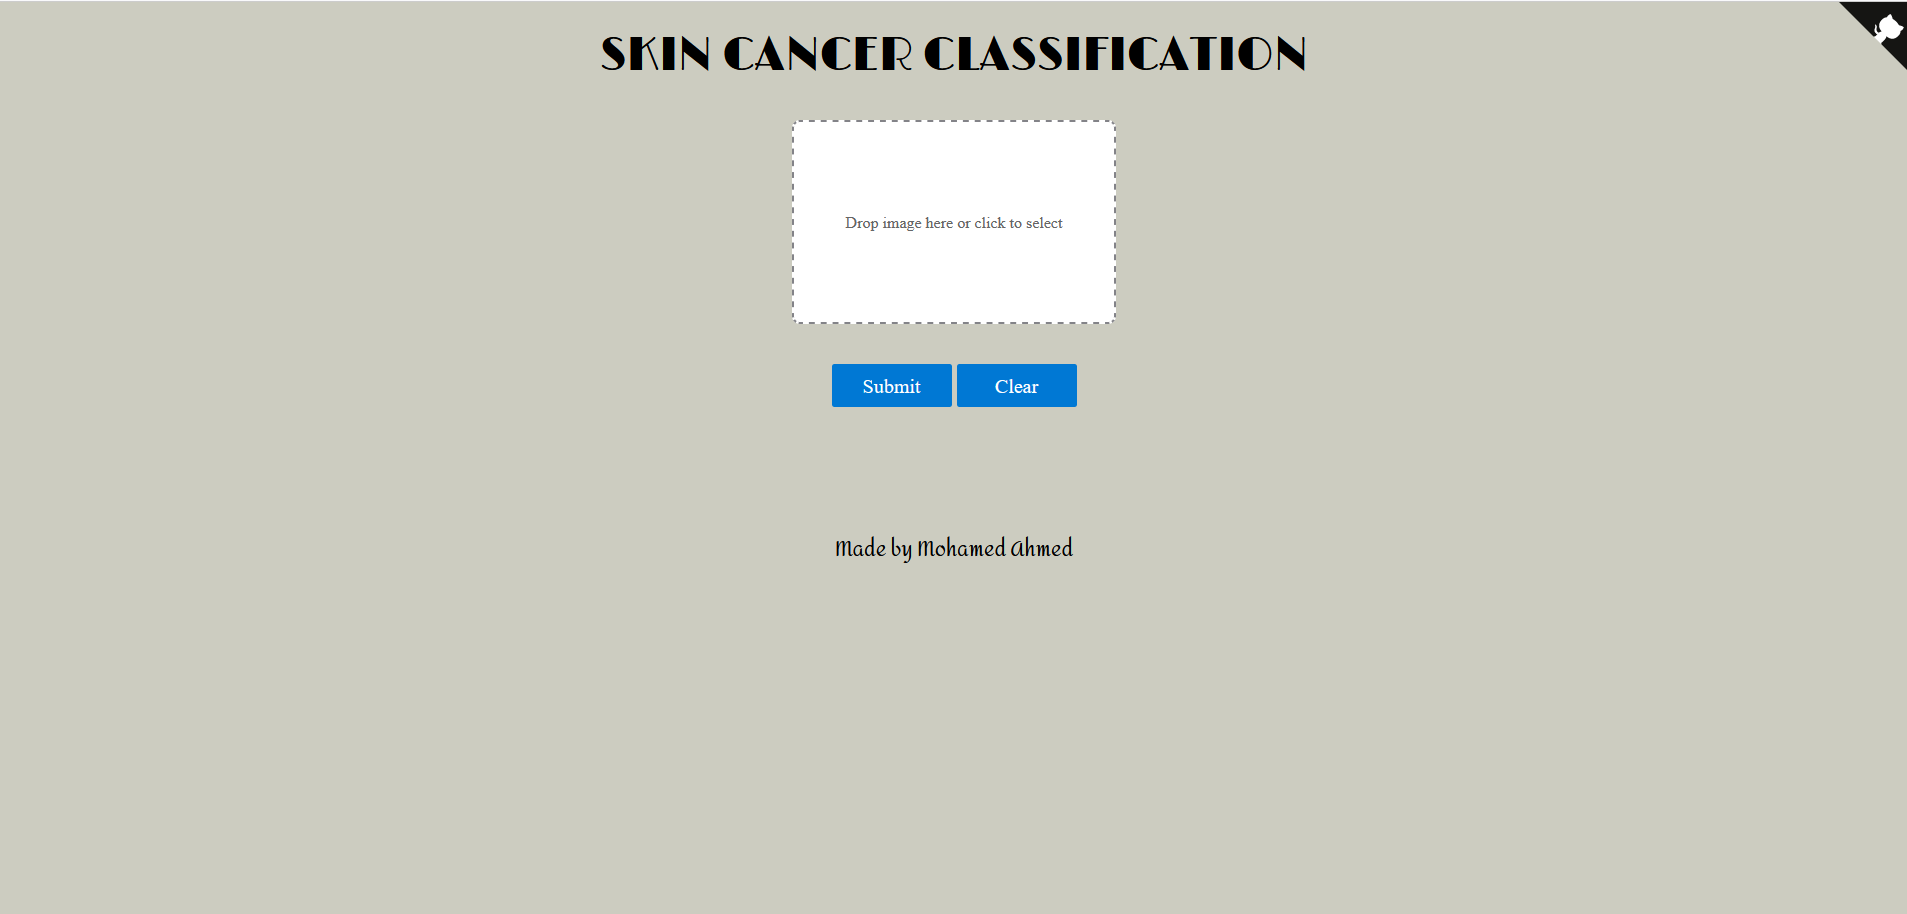 SKIN CANCER CLASSIFICATION
Drop image here or click to select
Submit Clear
Made by Mohamed Ahmed